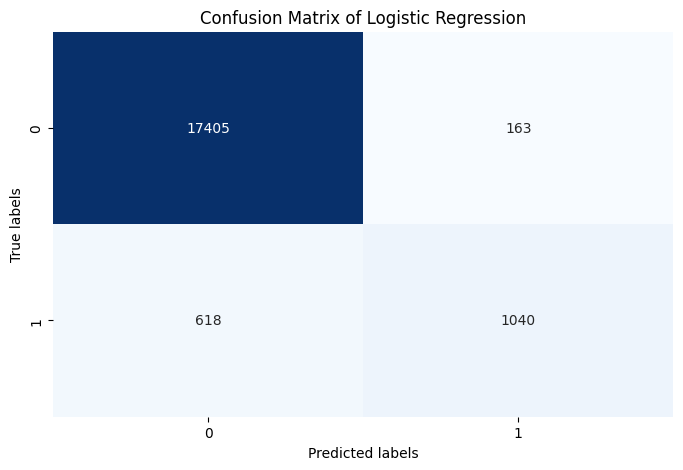 Confusion Matrix of Logistic Regression
True labels
0
17405 163
1
618 1040
0 1
Predicted labels